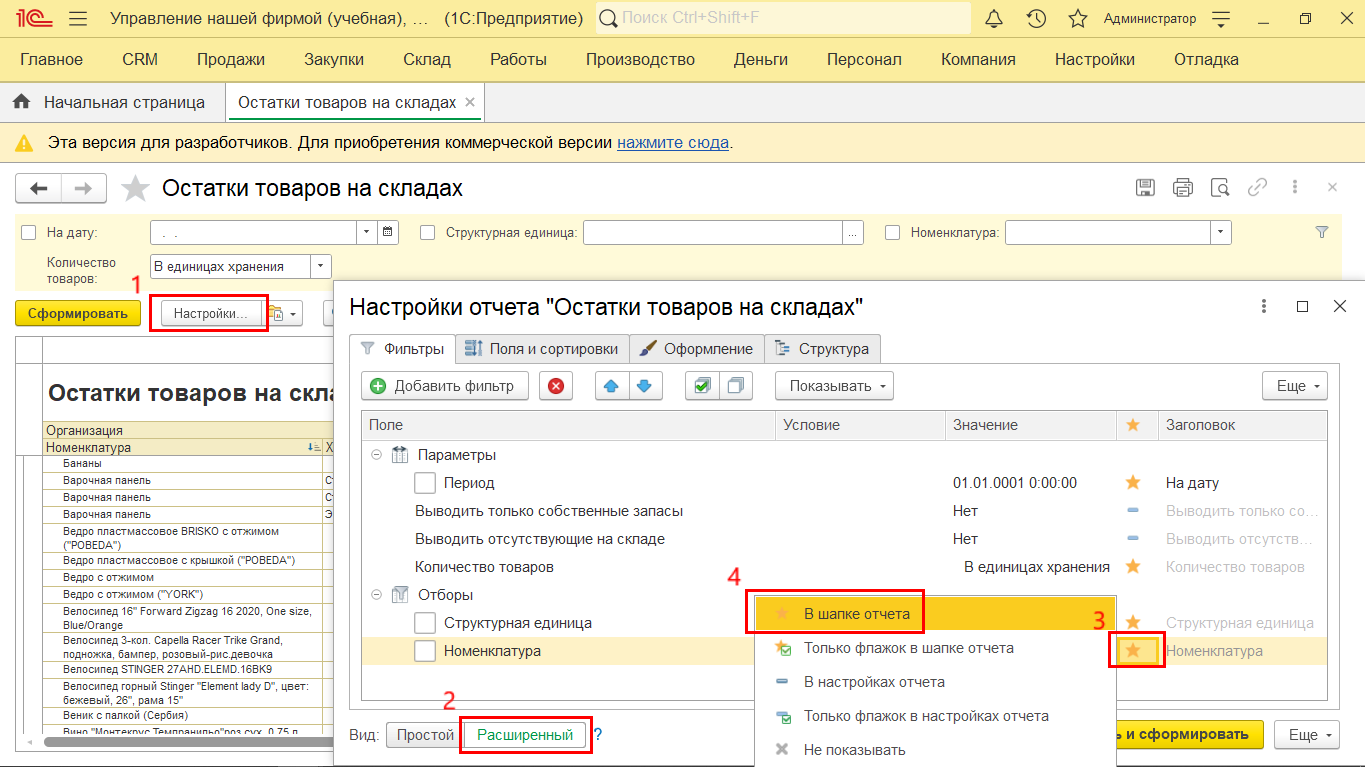 1С Управление нашей фирмой (учебная), ... (1С:Предприятие) Поиск Ctrl+Shift+F Администратор
Главное CRM Продажи Закупки Склад Работы Производство Деньги Персонал Компания Настройки Отладка
Начальная страница Остатки товаров на складах ×
Эта версия для разработчиков. Для приобретения коммерческой версии нажмите сюда.
Остатки товаров на складах
На дату: . . Структурная единица: ... Номенклатура:
Количество
товаров: В единицах хранения
1
Сформировать Настройки...
Остатки товаров на скла
Организация
Номенклатура Х
Бананы
Варочная панель
Варочная панель
Варочная панель Э
Ведро пластмассовое BRISKO с отжимом
("POBEDA")
Ведро пластмассовое с крышкой ("POBEDA")
Ведро с отжимом
Ведро с отжимом ("YORK")
Велосипед 16" Forward Zigzag 16 2020, One size,
Blue/Orange
Велосипед 3-кол. Capella Racer Trike Grand,
подножка, бампер, розовый-рис.девочка
Велосипед STINGER 27AHD.ELEMD.16BK9
Велосипед горный Stinger "Element lady D", цвет:
бежевый, 26", рама 15"
Веник с палкой (Сербия)
Вино "Монтекрус Темпранильо"роз.сух. 0,75 л
Настройки отчета "Остатки товаров на складах"
Фильтры Поля и сортировки Оформление Структура
Добавить фильтр Показывать Еще
Поле Условие Значение Заголовок
Параметры
Период 01.01.0001 0:00:00 На дату
Выводить только собственные запасы Нет Выводить только со...
Выводить отсутствующие на складе Нет Выводить отсутств...
Количество товаров В единицах хранения Количество товаров
4
Отборы
Структурная единица Структурная единица
3
Номенклатура Номенклатура
В шапке отчета
Только флажок в шапке отчета
В настройках отчета
Только флажок в настройках отчета
Не показывать
2
Вид: Простой Расширенный ? ь и сформировать Еще